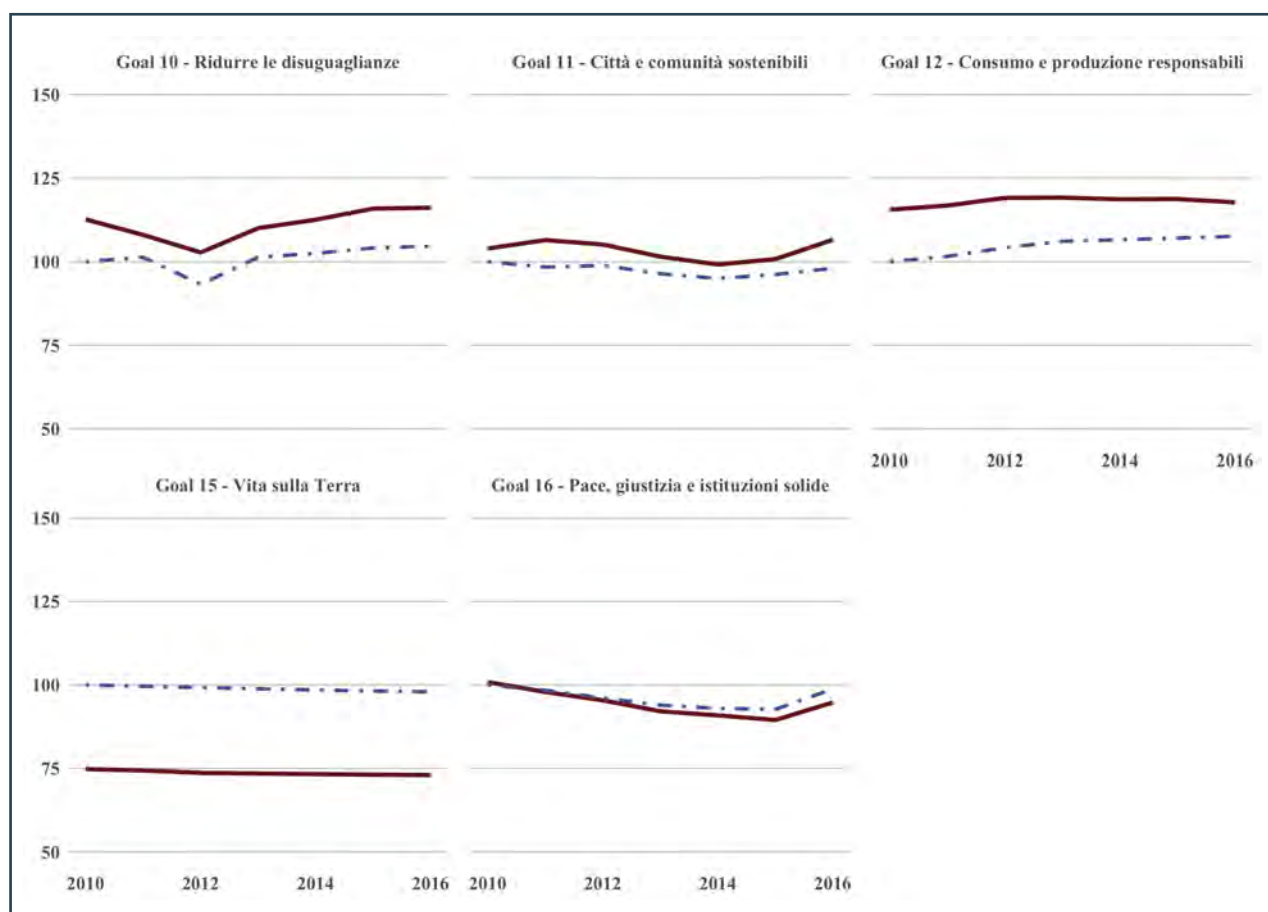 Goal 10 - Ridurre le disuguaglianze
Goal 11 - Città e comunità sostenibili
Goal 12 - Consumo e produzione responsabili
150
125
100
75
50
2010 2012 2014 2016
Goal 15 - Vita sulla Terra
Goal 16 - Pace, giustizia e istituzioni solide
150
125
100
75
50
2010 2012 2014 2016
2010 2012 2014 2016